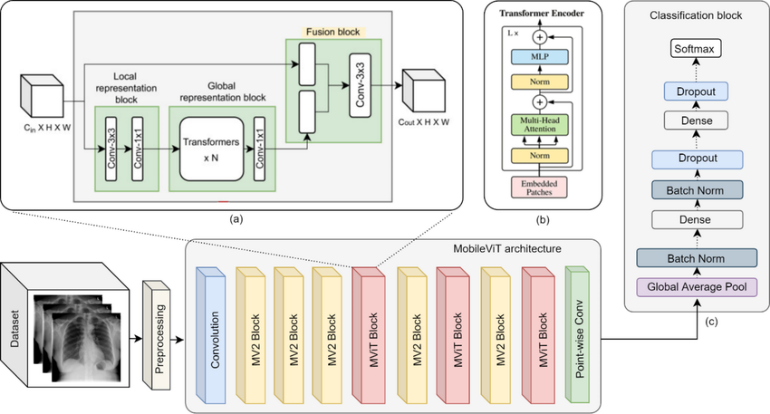 Fusion block
Local
representation
block
Global
representation block
Conv-3x3
Conv-1x1
Transformers
x N
Conv-1x1
Conv-3x3
Cin X H X W
Cout X H X W
(a)
Transformer Encoder
L x
MLP
Norm
Multi-Head
Attention
Norm
Embedded
Patches
(b)
Classification block
Softmax
Dropout
Dense
Dropout
Batch Norm
Dense
Batch Norm
Global Average Pool
(c)
MobileViT architecture
Dataset
Preprocessing
Convolution
MV2 Block
MV2 Block
MV2 Block
MViT Block
MV2 Block
MViT Block
MV2 Block
MViT Block
Point-wise Conv